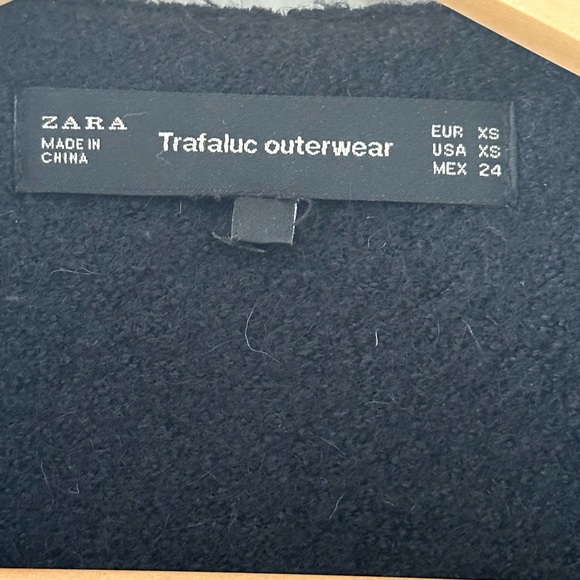 ZARA
MADE IN
CHINA
Trafaluc outerwear
EUR XS
USA XS
MEX 24